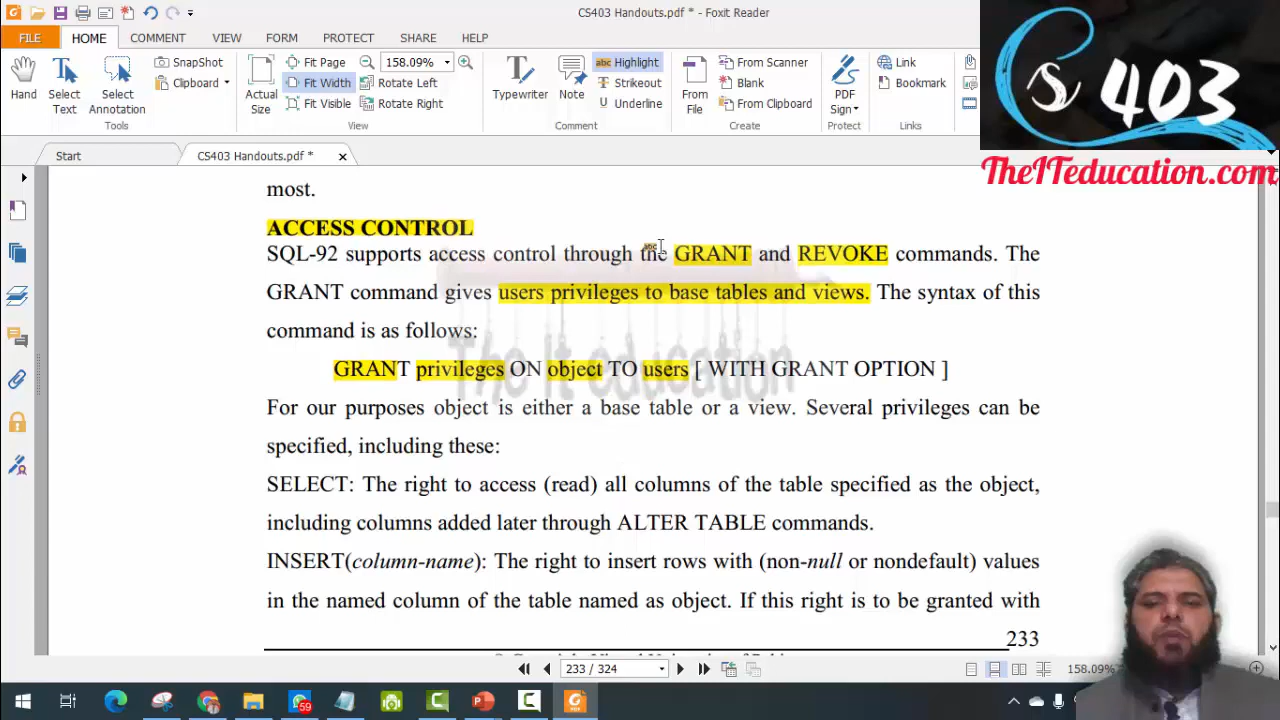 CS403 Handouts.pdf * - Foxit Reader
FILE HOME COMMENT VIEW FORM PROTECT SHARE HELP
SnapShot Fit Page 158.09% Highlight From Scanner Link
Hand Select Text Select Annotation Clipboard Actual Size Fit Width Rotate Left Typewriter Note Strikeout From File Blank PDF Sign Bookmark
Fit Visible Rotate Right Underline From Clipboard
Tools View Comment Create Protect Links
CS 403
TheITeducation.com
Start CS403 Handouts.pdf *
most.
ACCESS CONTROL
SQL-92 supports access control through the GRANT and REVOKE commands. The
GRANT command gives users privileges to base tables and views. The syntax of this
command is as follows:
GRANT privileges ON object TO users [ WITH GRANT OPTION ]
The It education
For our purposes object is either a base table or a view. Several privileges can be
specified, including these:
SELECT: The right to access (read) all columns of the table specified as the object,
including columns added later through ALTER TABLE commands.
INSERT(column-name): The right to insert rows with (non-null or nondefault) values
in the named column of the table named as object. If this right is to be granted with
233
233 / 324 158.09%
59